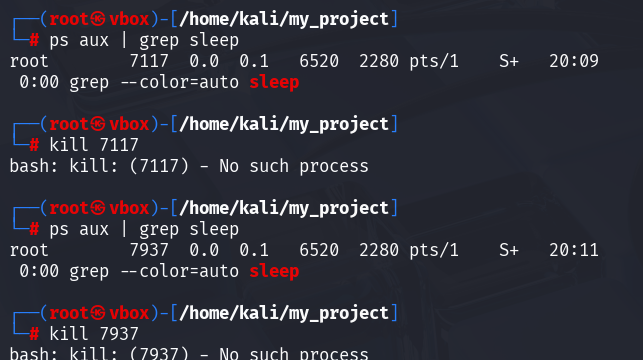 ┌──(root㉿vbox)-[/home/kali/my_project]
└─# ps aux | grep sleep
root        7117  0.0  0.1   6520  2280 pts/1    S+   20:09
 0:00 grep --color=auto sleep

┌──(root㉿vbox)-[/home/kali/my_project]
└─# kill 7117
bash: kill: (7117) - No such process

┌──(root㉿vbox)-[/home/kali/my_project]
└─# ps aux | grep sleep
root        7937  0.0  0.1   6520  2280 pts/1    S+   20:11
 0:00 grep --color=auto sleep

┌──(root㉿vbox)-[/home/kali/my_project]
└─# kill 7937
bash: kill: (7937) - No such process